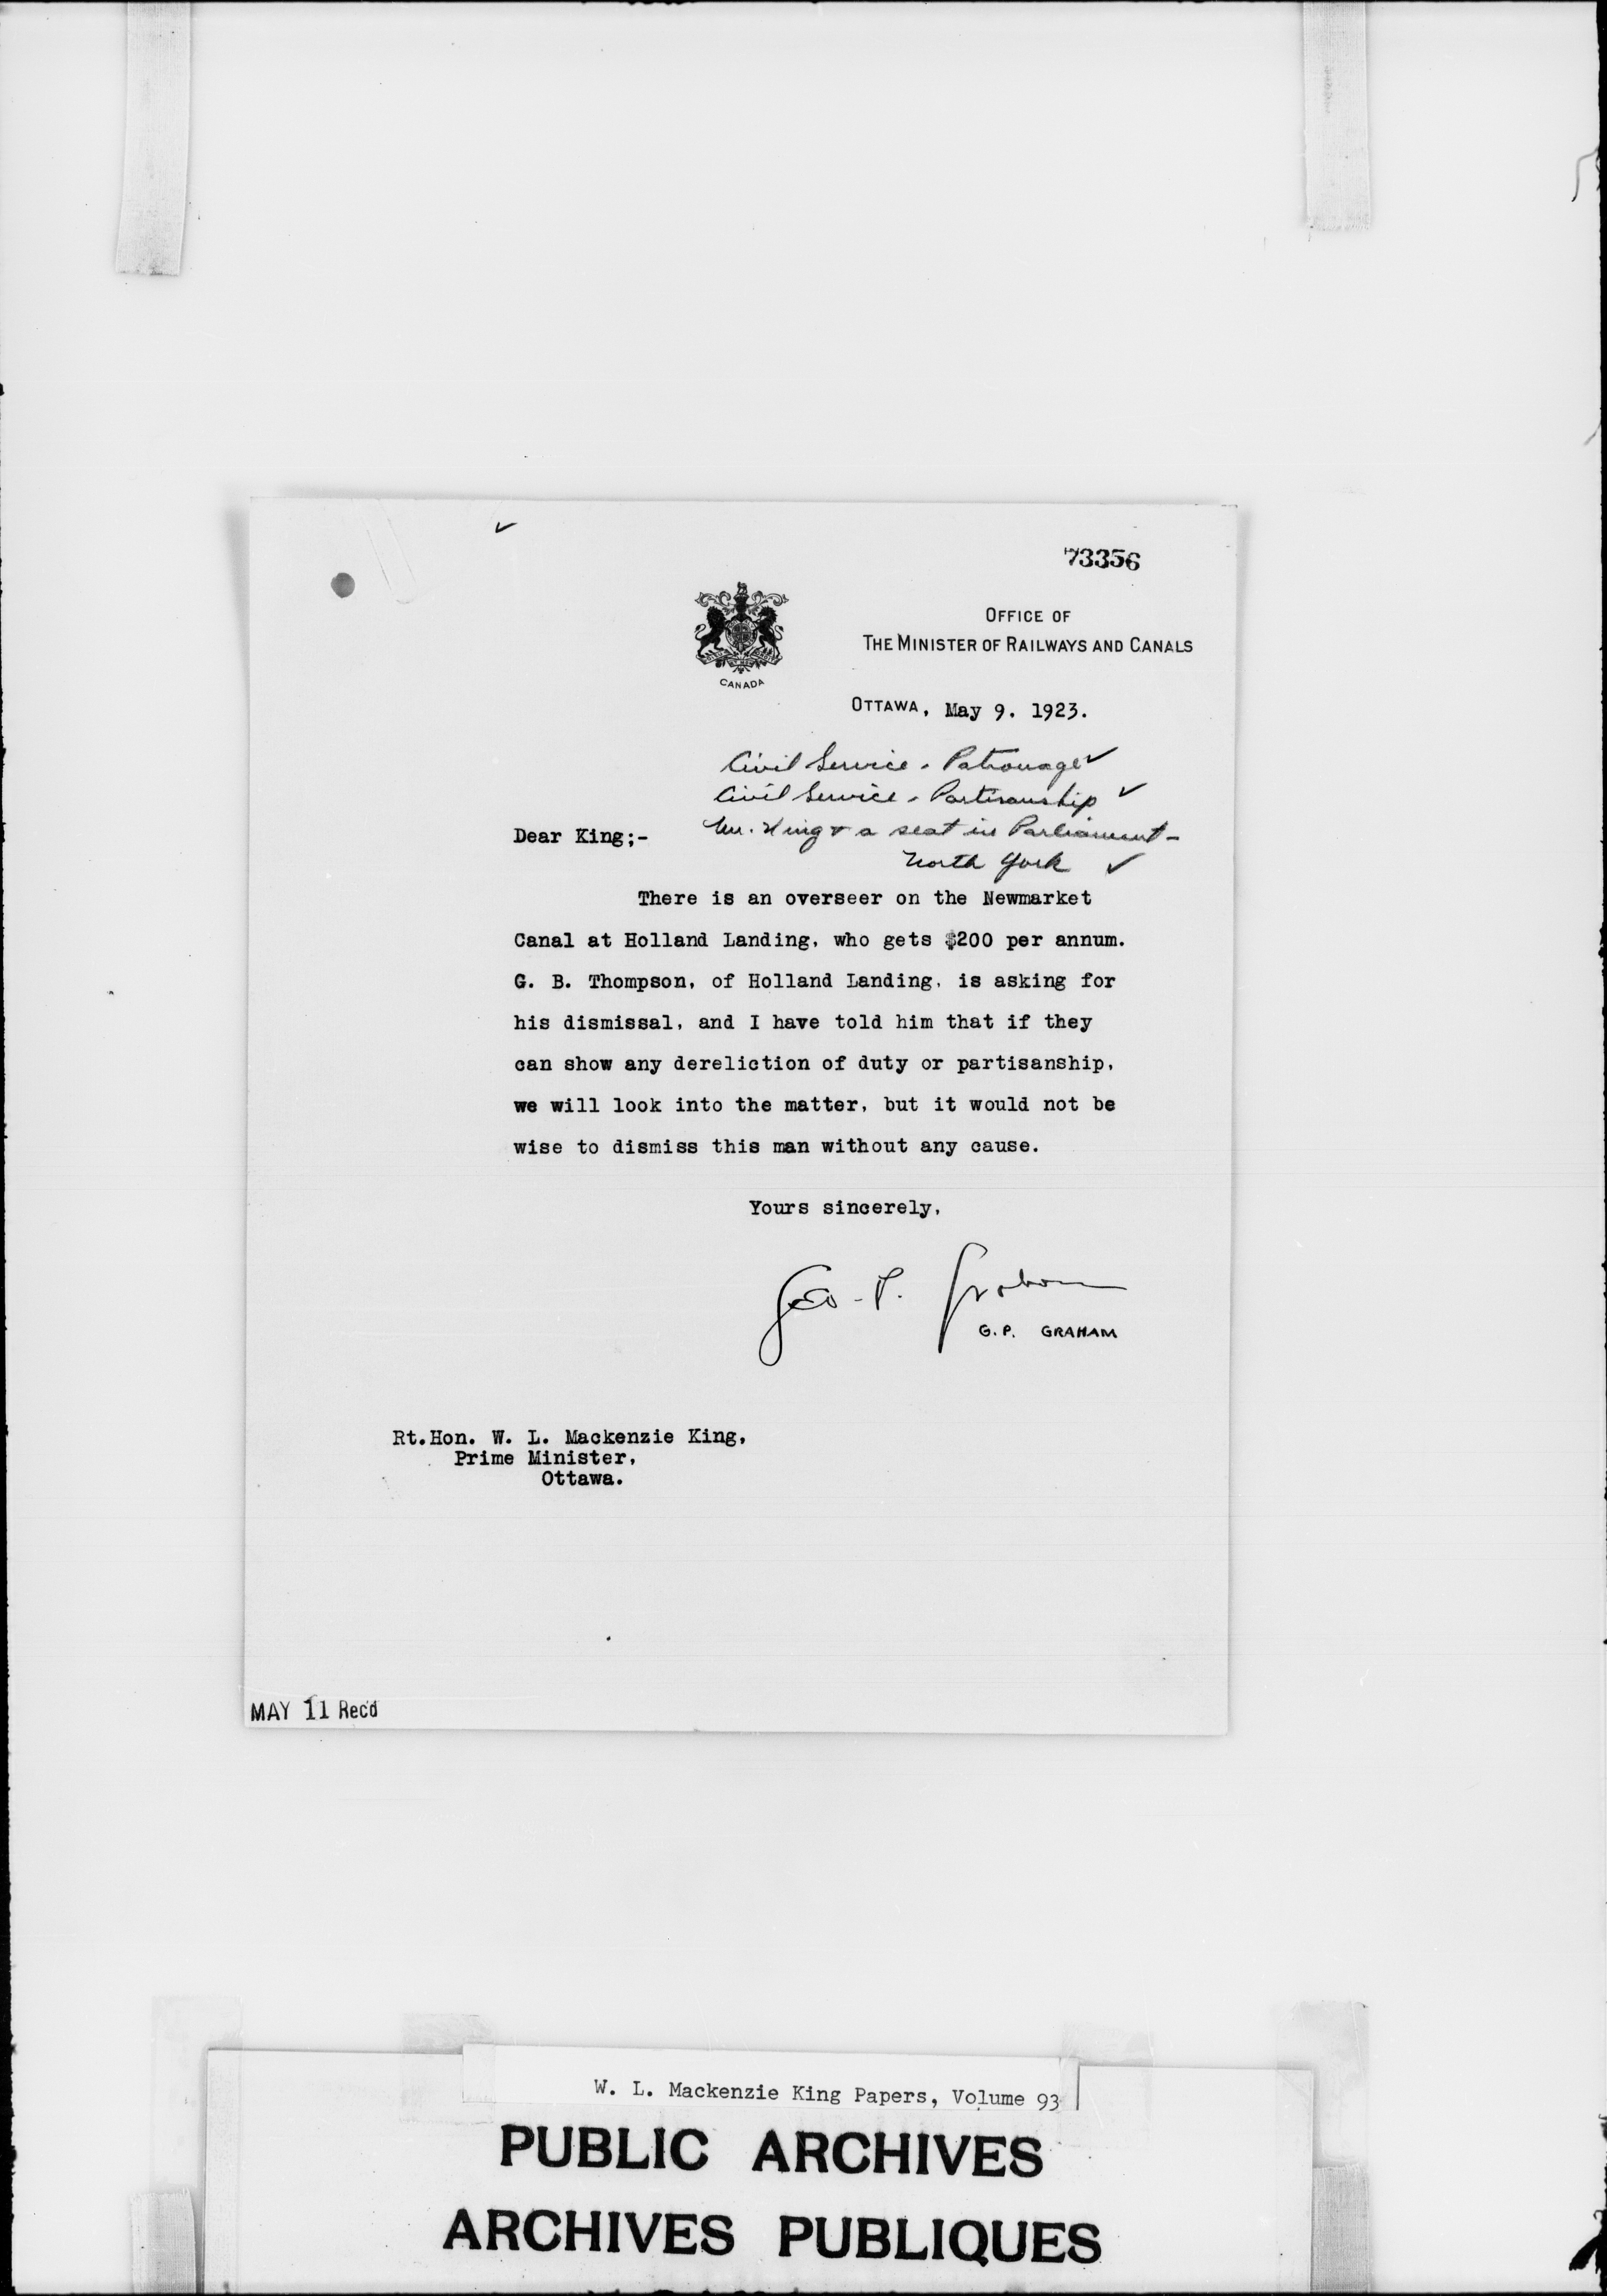 73356
OFFICE OF
THE MINISTER OF RAILWAYS AND CANALS
CANADA
OTTAWA, May 9. 1923.
Civil Service - Patronage ✓
Civil Service - Partisanship ✓
Mr. King & a seat in Parliament -
North York ✓
Dear King;-
There is an overseer on the Newmarket
Canal at Holland Landing, who gets $200 per annum.
G. B. Thompson, of Holland Landing, is asking for
his dismissal, and I have told him that if they
can show any dereliction of duty or partisanship,
we will look into the matter, but it would not be
wise to dismiss this man without any cause.
Yours sincerely,
Geo. P. Graham
G.P. GRAHAM
Rt.Hon. W. L. Mackenzie King,
Prime Minister,
Ottawa.
MAY 11 Rec'd
W. L. Mackenzie King Papers, Volume 93
PUBLIC ARCHIVES
ARCHIVES PUBLIQUES